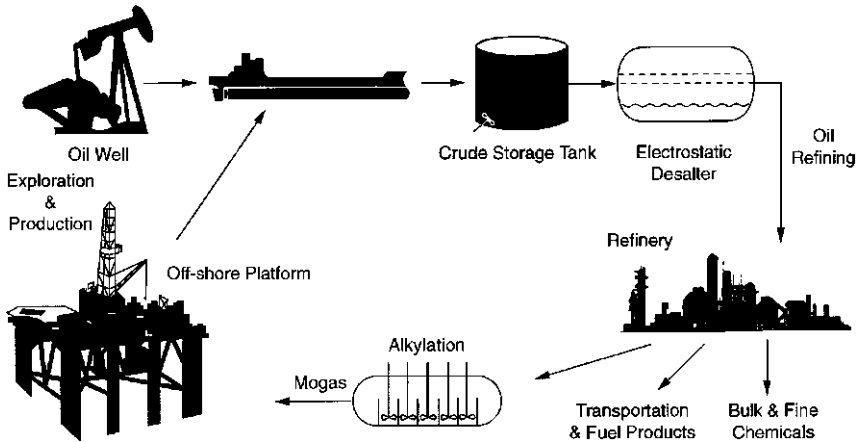 Oil Well
Exploration
&
Production
Off-shore Platform
Crude Storage Tank
Electrostatic
Desalter
Oil
Refining
Refinery
Alkylation
Mogas
Transportation
& Fuel Products
Bulk & Fine
Chemicals